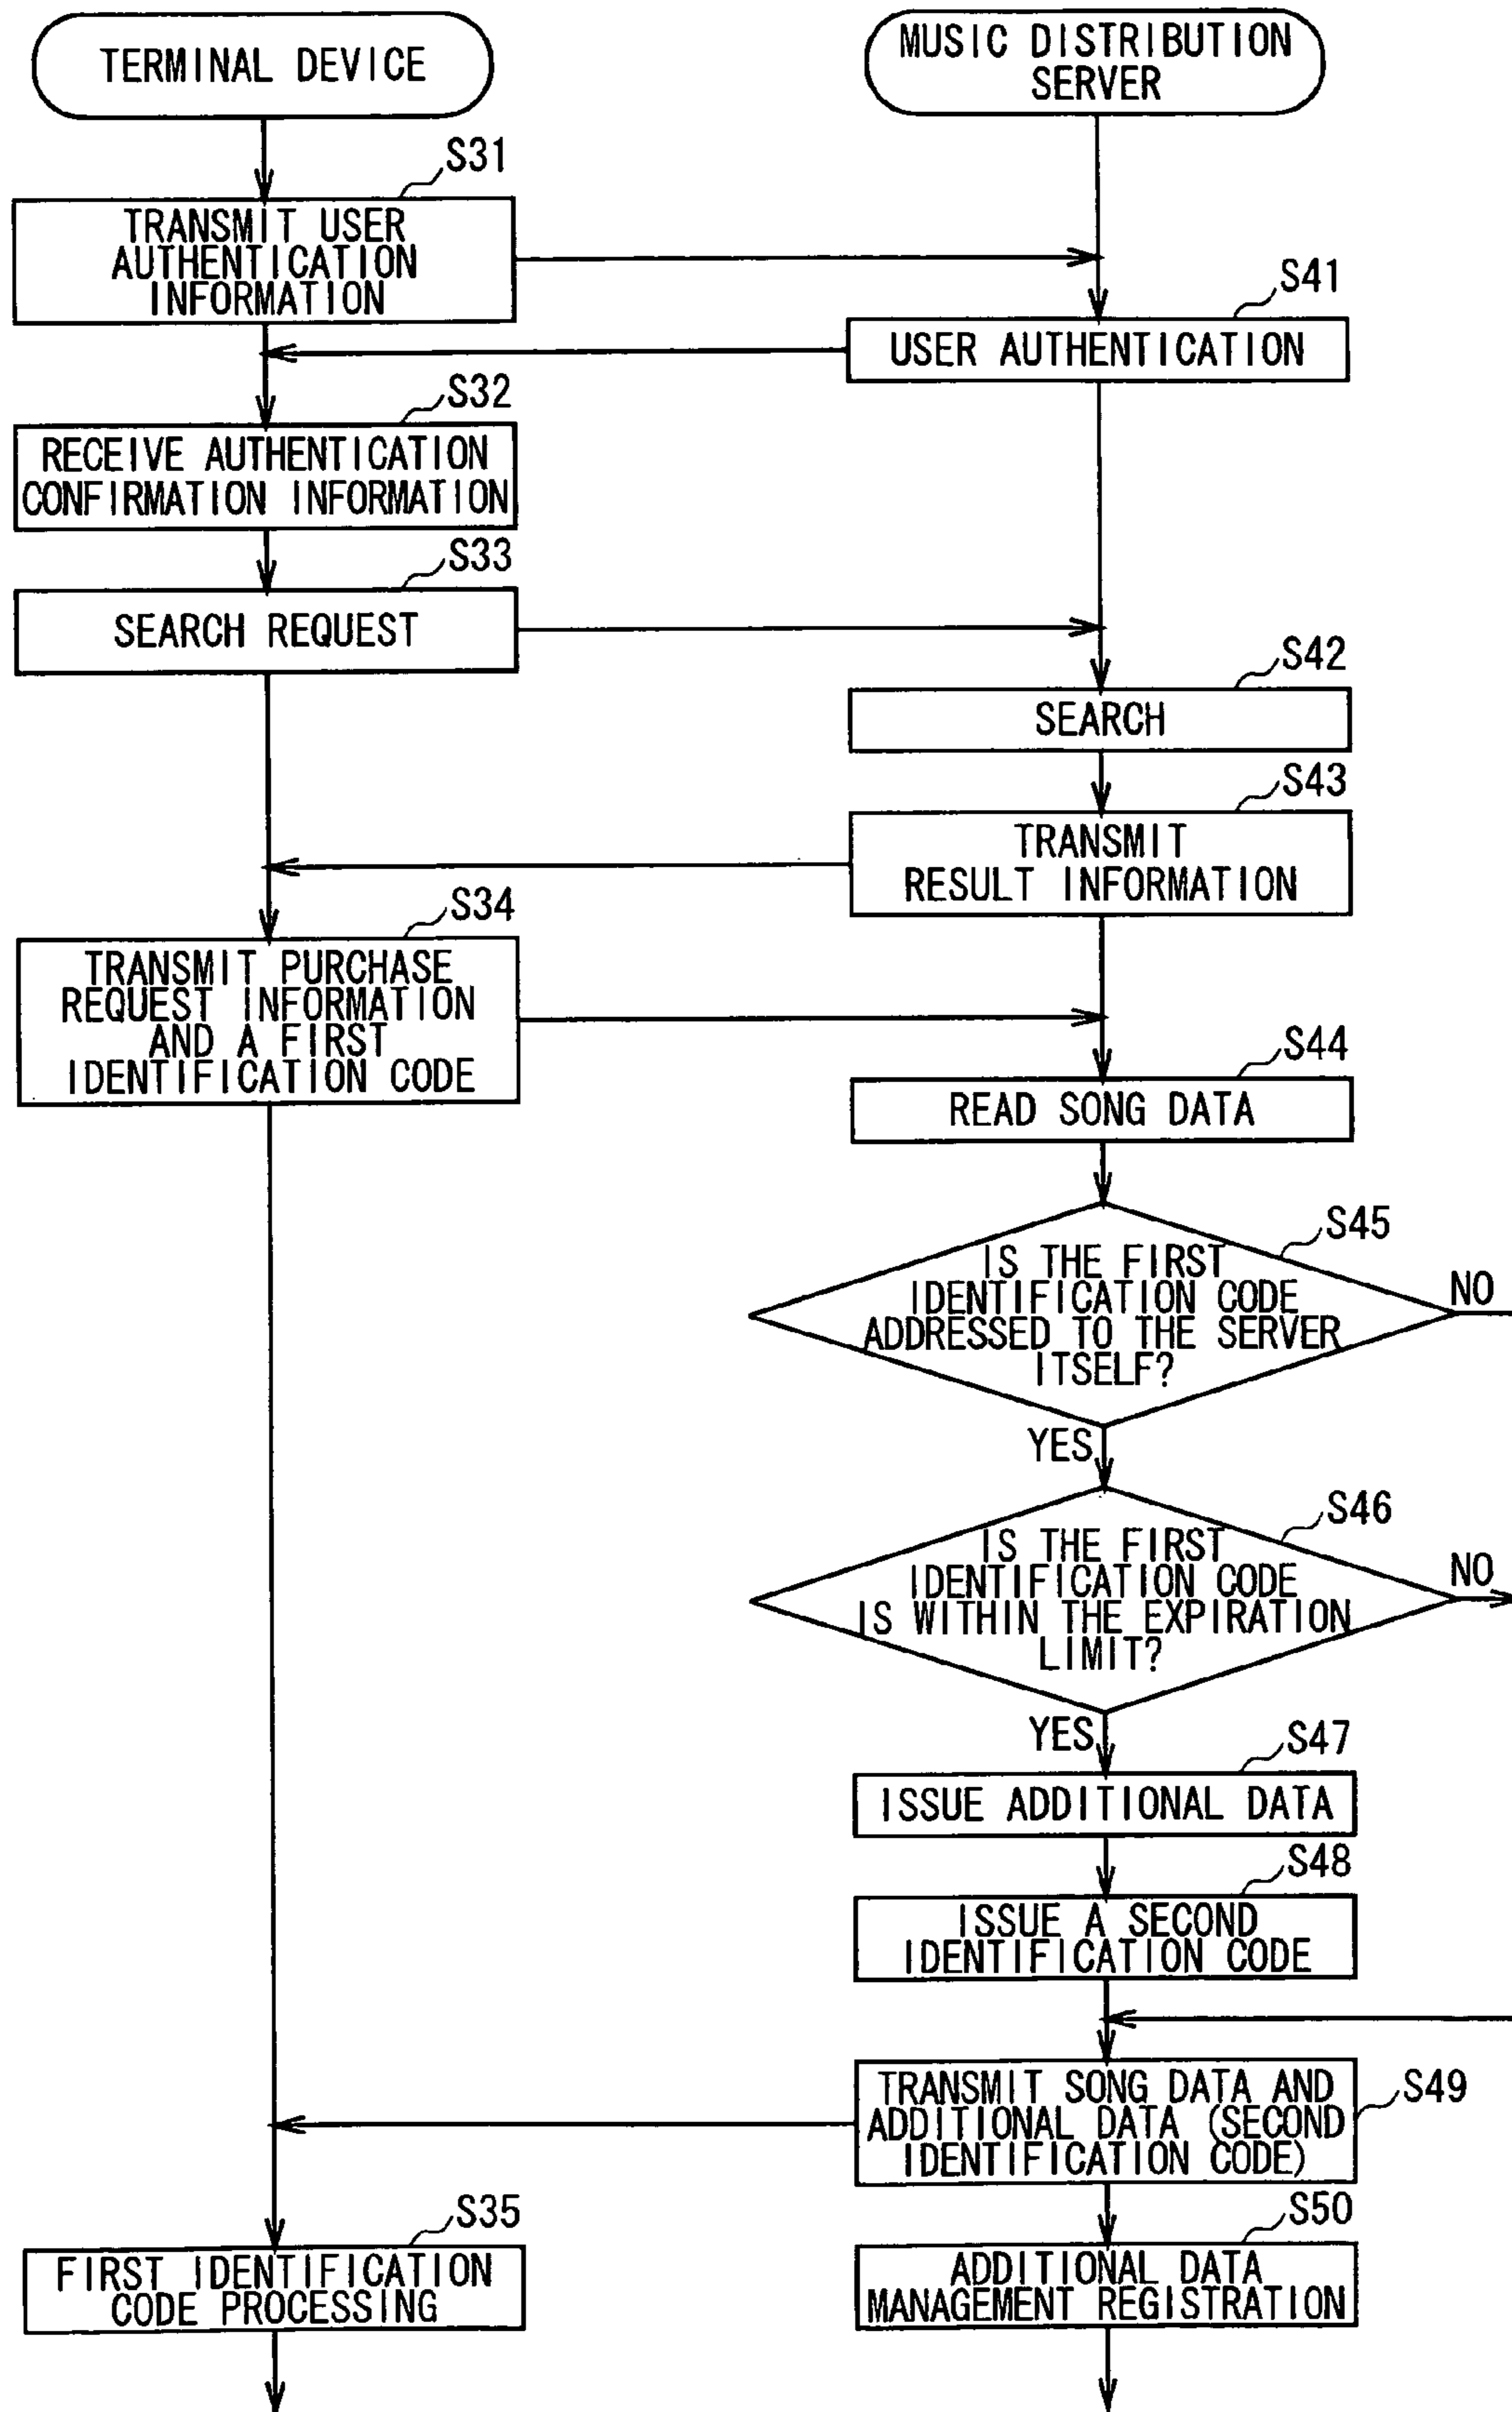 TERMINAL DEVICE
MUSIC DISTRIBUTION
SERVER
S31
TRANSMIT USER
AUTHENTICATION
INFORMATION
S41
USER AUTHENTICATION
S32
RECEIVE AUTHENTICATION
CONFIRMATION INFORMATION
S33
SEARCH REQUEST
S42
SEARCH
S43
TRANSMIT
RESULT INFORMATION
S34
TRANSMIT PURCHASE
REQUEST INFORMATION
AND A FIRST
IDENTIFICATION CODE
S44
READ SONG DATA
S45
IS THE FIRST
IDENTIFICATION CODE
ADDRESSED TO THE SERVER
ITSELF?
NO
YES
S46
IS THE FIRST
IDENTIFICATION CODE
IS WITHIN THE EXPIRATION
LIMIT?
NO
YES
S47
ISSUE ADDITIONAL DATA
S48
ISSUE A SECOND
IDENTIFICATION CODE
S49
TRANSMIT SONG DATA AND
ADDITIONAL DATA (SECOND
IDENTIFICATION CODE)
S35
FIRST IDENTIFICATION
CODE PROCESSING
S50
ADDITIONAL DATA
MANAGEMENT REGISTRATION